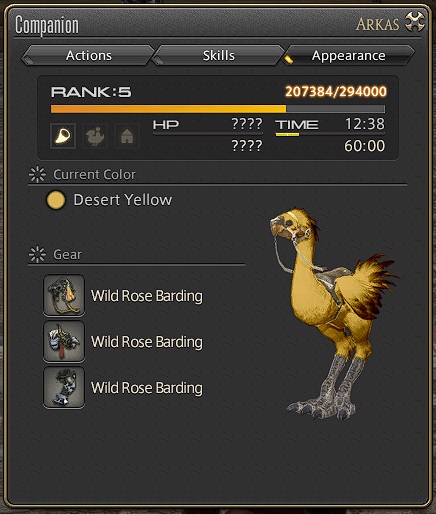 Companion
ARKAS
Actions
Skills
Appearance
RANK:5
207384/294000
HP ????
TIME 12:38
????
60:00
Current Color
Desert Yellow
Gear
Wild Rose Barding
Wild Rose Barding
Wild Rose Barding